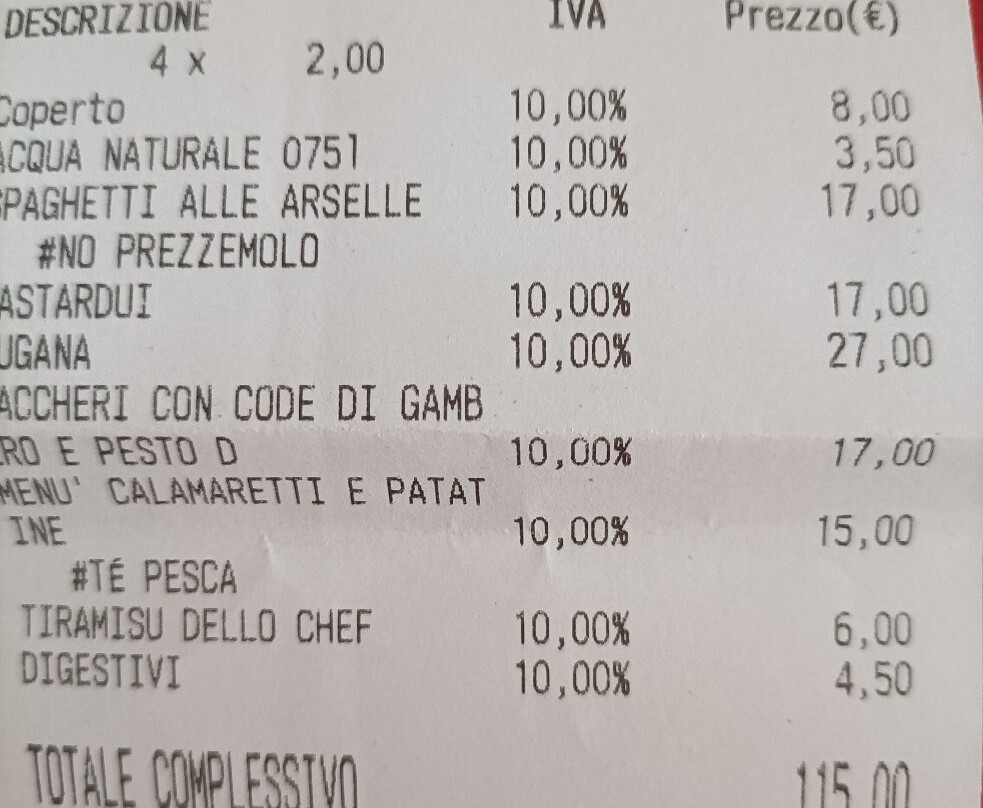 DESCRIZIONE IVA Prezzo(€)
4 x 2,00
Coperto 10,00% 8,00
ACQUA NATURALE 075l 10,00% 3,50
SPAGHETTI ALLE ARSELLE 10,00% 17,00
#NO PREZZEMOLO
ASTARDUI 10,00% 17,00
UGANA 10,00% 27,00
ACCHERI CON CODE DI GAMB
ERO E PESTO D 10,00% 17,00
MENU' CALAMARETTI E PATAT
INE 10,00% 15,00
#TÉ PESCA
TIRAMISU DELLO CHEF 10,00% 6,00
DIGESTIVI 10,00% 4,50
TOTALE COMPLESSIVO 115,00